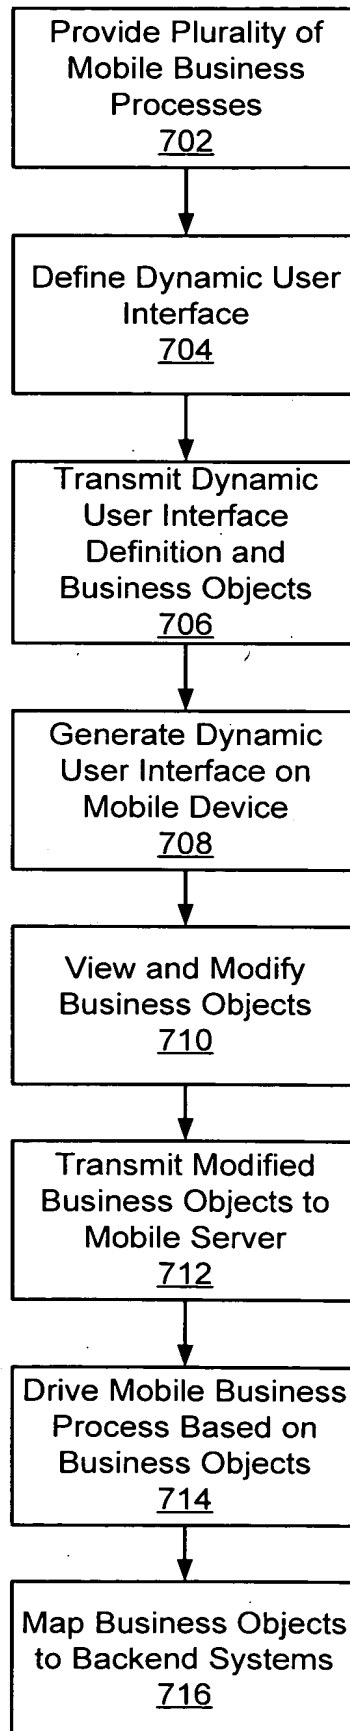 Provide Plurality of
Mobile Business
Processes
702
Define Dynamic User
Interface
704
Transmit Dynamic
User Interface
Definition and
Business Objects
706
Generate Dynamic
User Interface on
Mobile Device
708
View and Modify
Business Objects
710
Transmit Modified
Business Objects to
Mobile Server
712
Drive Mobile Business
Process Based on
Business Objects
714
Map Business Objects
to Backend Systems
716